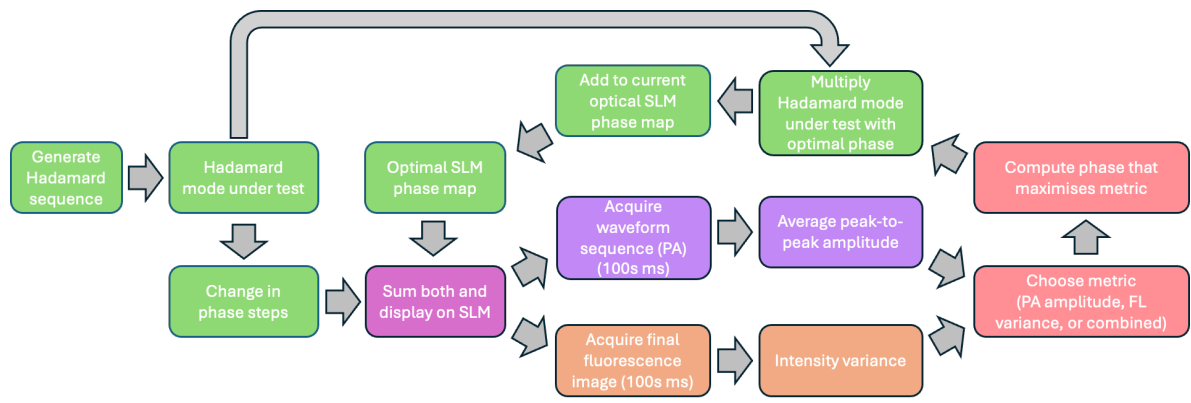 Generate
Hadamard
sequence
Hadamard
mode under test
Change in
phase steps
Optimal SLM
phase map
Sum both and
display on SLM
Add to current
optical SLM
phase map
Multiply
Hadamard mode
under test with
optimal phase
Acquire
waveform
sequence (PA)
(100s ms)
Average peak-to-
peak amplitude
Acquire final
fluorescence
image (100s ms)
Intensity variance
Compute phase that
maximises metric
Choose metric
(PA amplitude, FL
variance, or combined)